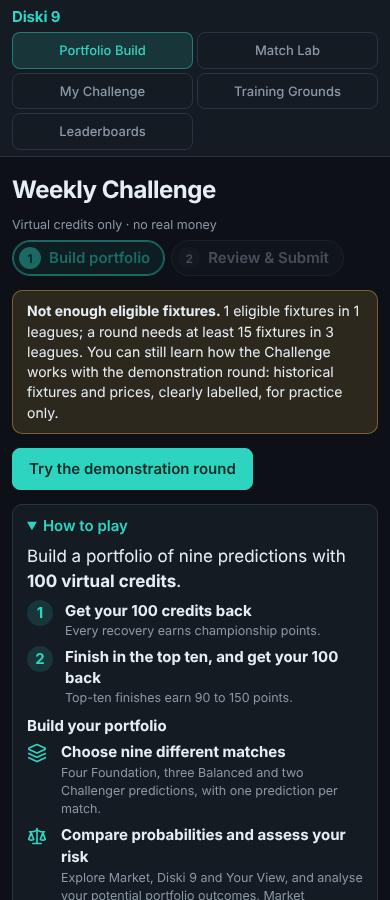 Diski 9
Portfolio Build
Match Lab
My Challenge
Training Grounds
Leaderboards
Weekly Challenge
Virtual credits only · no real money
1 Build portfolio
2 Review & Submit
Not enough eligible fixtures. 1 eligible fixtures in 1
leagues; a round needs at least 15 fixtures in 3
leagues. You can still learn how the Challenge
works with the demonstration round: historical
fixtures and prices, clearly labelled, for practice
only.
Try the demonstration round
▼ How to play
Build a portfolio of nine predictions with
100 virtual credits.
1 Get your 100 credits back
Every recovery earns championship points.
2 Finish in the top ten, and get your 100
back
Top-ten finishes earn 90 to 150 points.
Build your portfolio
Choose nine different matches
Four Foundation, three Balanced and two
Challenger predictions, with one prediction per
match.
Compare probabilities and assess your
risk
Explore Market, Diski 9 and Your View, and analyse
your potential portfolio outcomes. Market